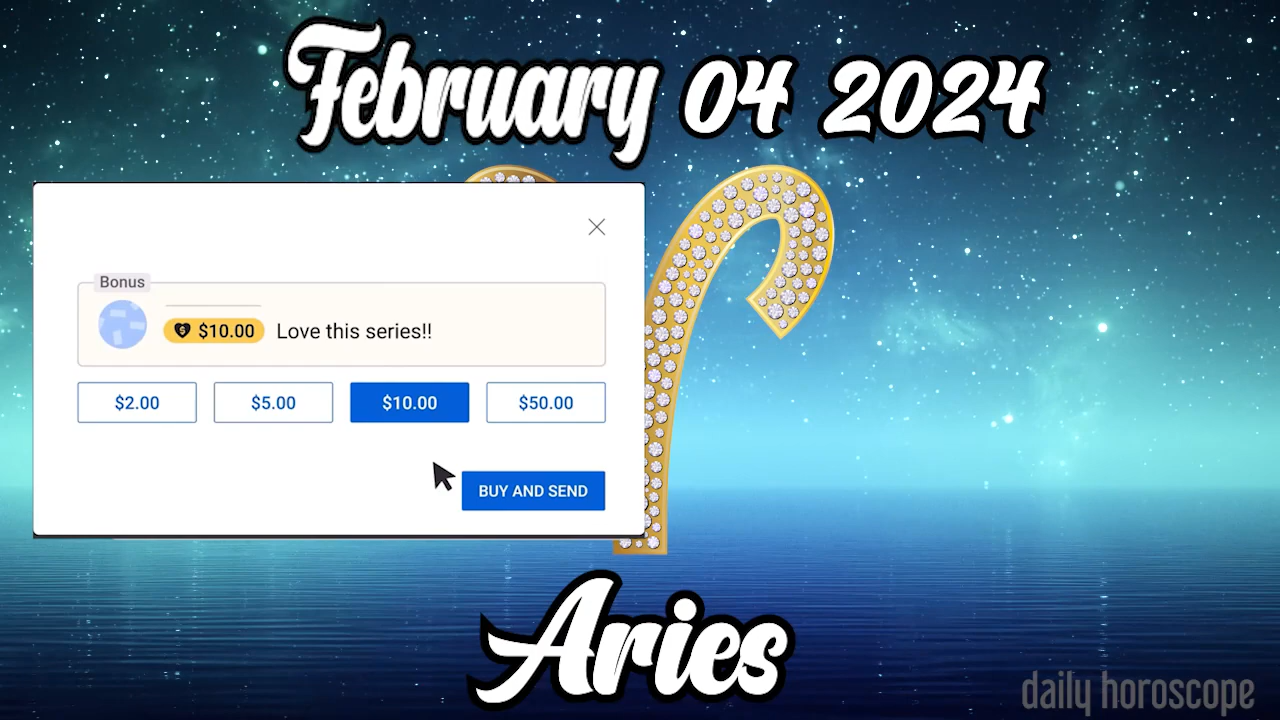 February 04 2024
Bonus
$10.00 Love this series!!
$2.00 $5.00 $10.00 $50.00
BUY AND SEND
Aries
daily horoscope